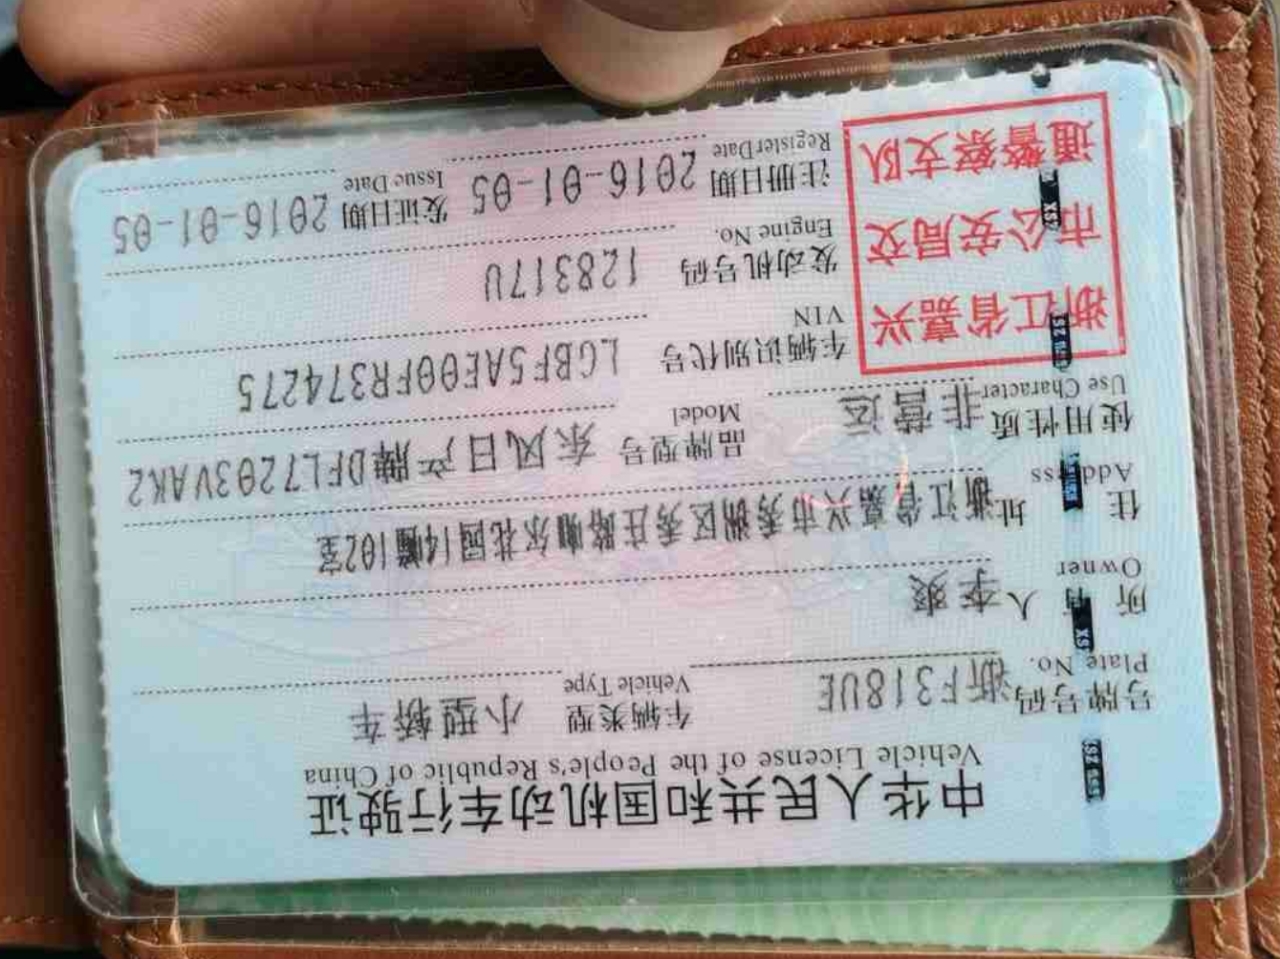 中华人民共和国机动车行驶证
Vehicle License of the People's Republic of China
号牌号码 浙F318UE 车辆类型 小型轿车
Plate No. Vehicle Type
所有人 李爽
Owner
住址 浙江省嘉兴市秀洲区秀庄路咖尔花园14幢102室
Address
使用性质 非营运 品牌型号 东风日产牌DFL7203VAK2
Use Character Model
浙江省嘉兴
市公安局交
通警察支队
车辆识别代号 LGBF5AE00FR374275
VIN
发动机号码 128317U
Engine No.
注册日期 2016-01-05 发证日期 2016-01-05
Register Date Issue Date